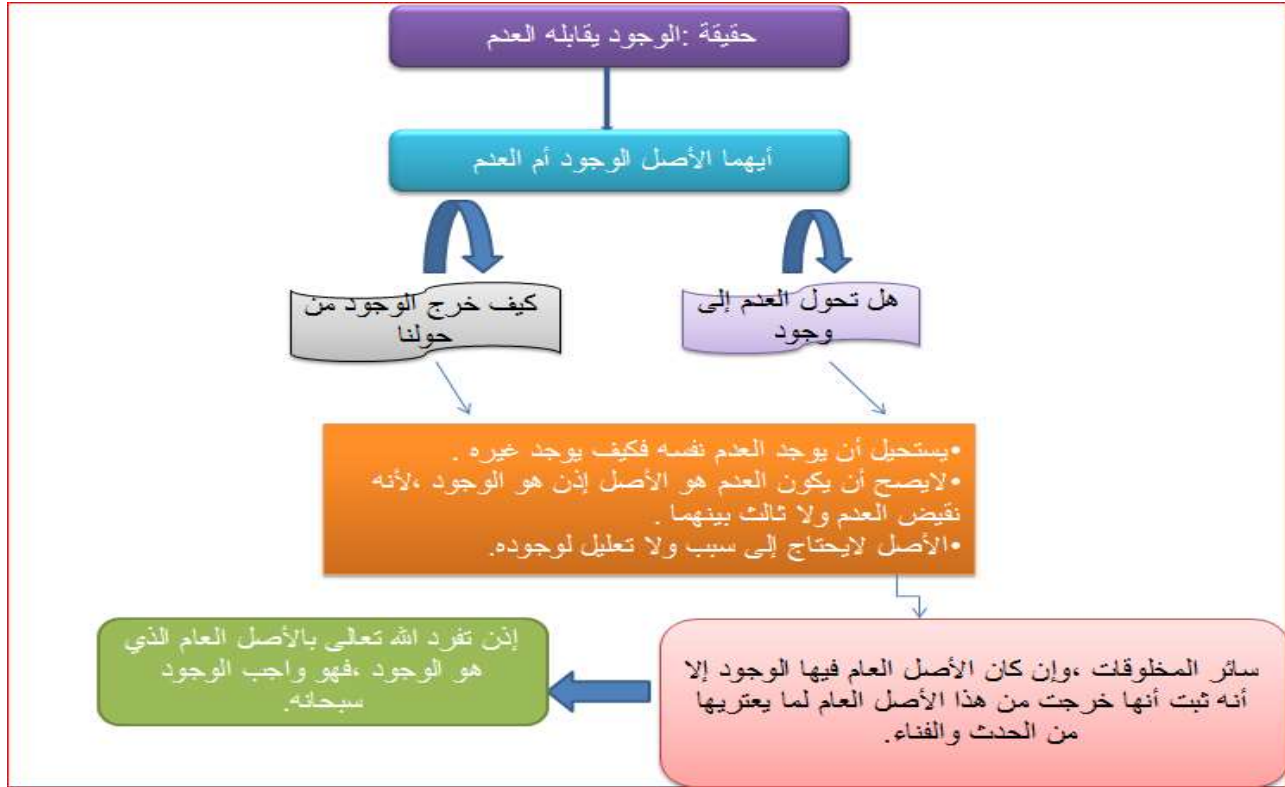 حقيقة :الوجود يقابله العدم
أيهما الأصل الوجود أم العدم
هل تحول العدم إلى
وجود
كيف خرج الوجود من
حولنا
•يستحيل أن يوجد العدم نفسه فكيف يوجد غيره .
•لايصح أن يكون العدم هو الأصل إذن هو الوجود ،لأنه
نقيض العدم ولا ثالث بينهما .
•الأصل لايحتاج إلى سبب ولا تعليل لوجوده.
سائر المخلوقات ،وإن كان الأصل العام فيها الوجود إلا
أنه ثبت أنها خرجت من هذا الأصل العام لما يعتريها
من الحدث والفناء.
إذن تفرد الله تعالى بالأصل العام الذي
هو الوجود ،فهو واجب الوجود
سبحانه.